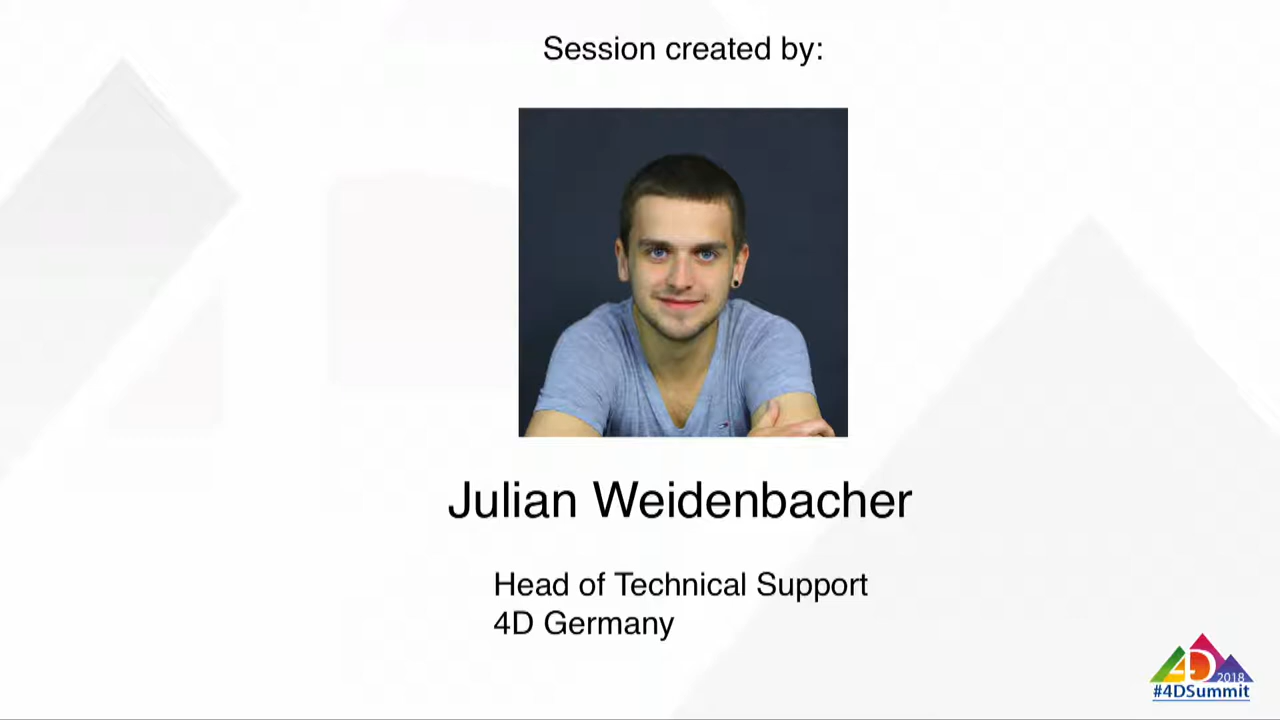 Session created by:
Julian Weidenbacher
Head of Technical Support
4D Germany
4D
2018
#4DSummit